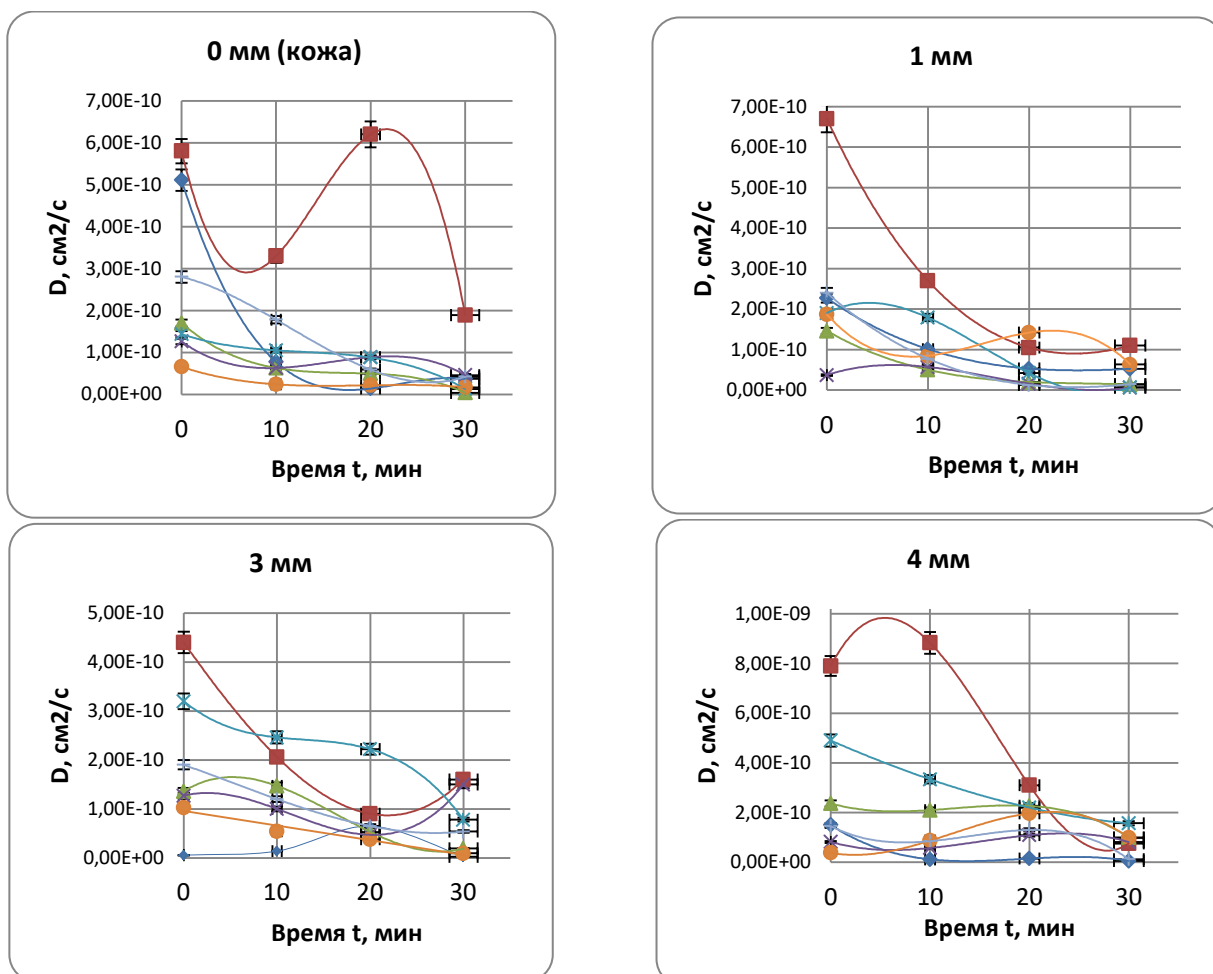 0 мм (кожа)
7,00E-10
6,00E-10
5,00E-10
4,00E-10
3,00E-10
2,00E-10
1,00E-10
0,00E+00
D, см2/с
0 10 20 30
Время t, мин
1 мм
7,00E-10
6,00E-10
5,00E-10
4,00E-10
3,00E-10
2,00E-10
1,00E-10
0,00E+00
D, см2/с
0 10 20 30
Время t, мин
3 мм
5,00E-10
4,00E-10
3,00E-10
2,00E-10
1,00E-10
0,00E+00
D, см2/с
0 10 20 30
Время t, мин
4 мм
1,00E-09
8,00E-10
6,00E-10
4,00E-10
2,00E-10
0,00E+00
D, см2/с
0 10 20 30
Время t, мин